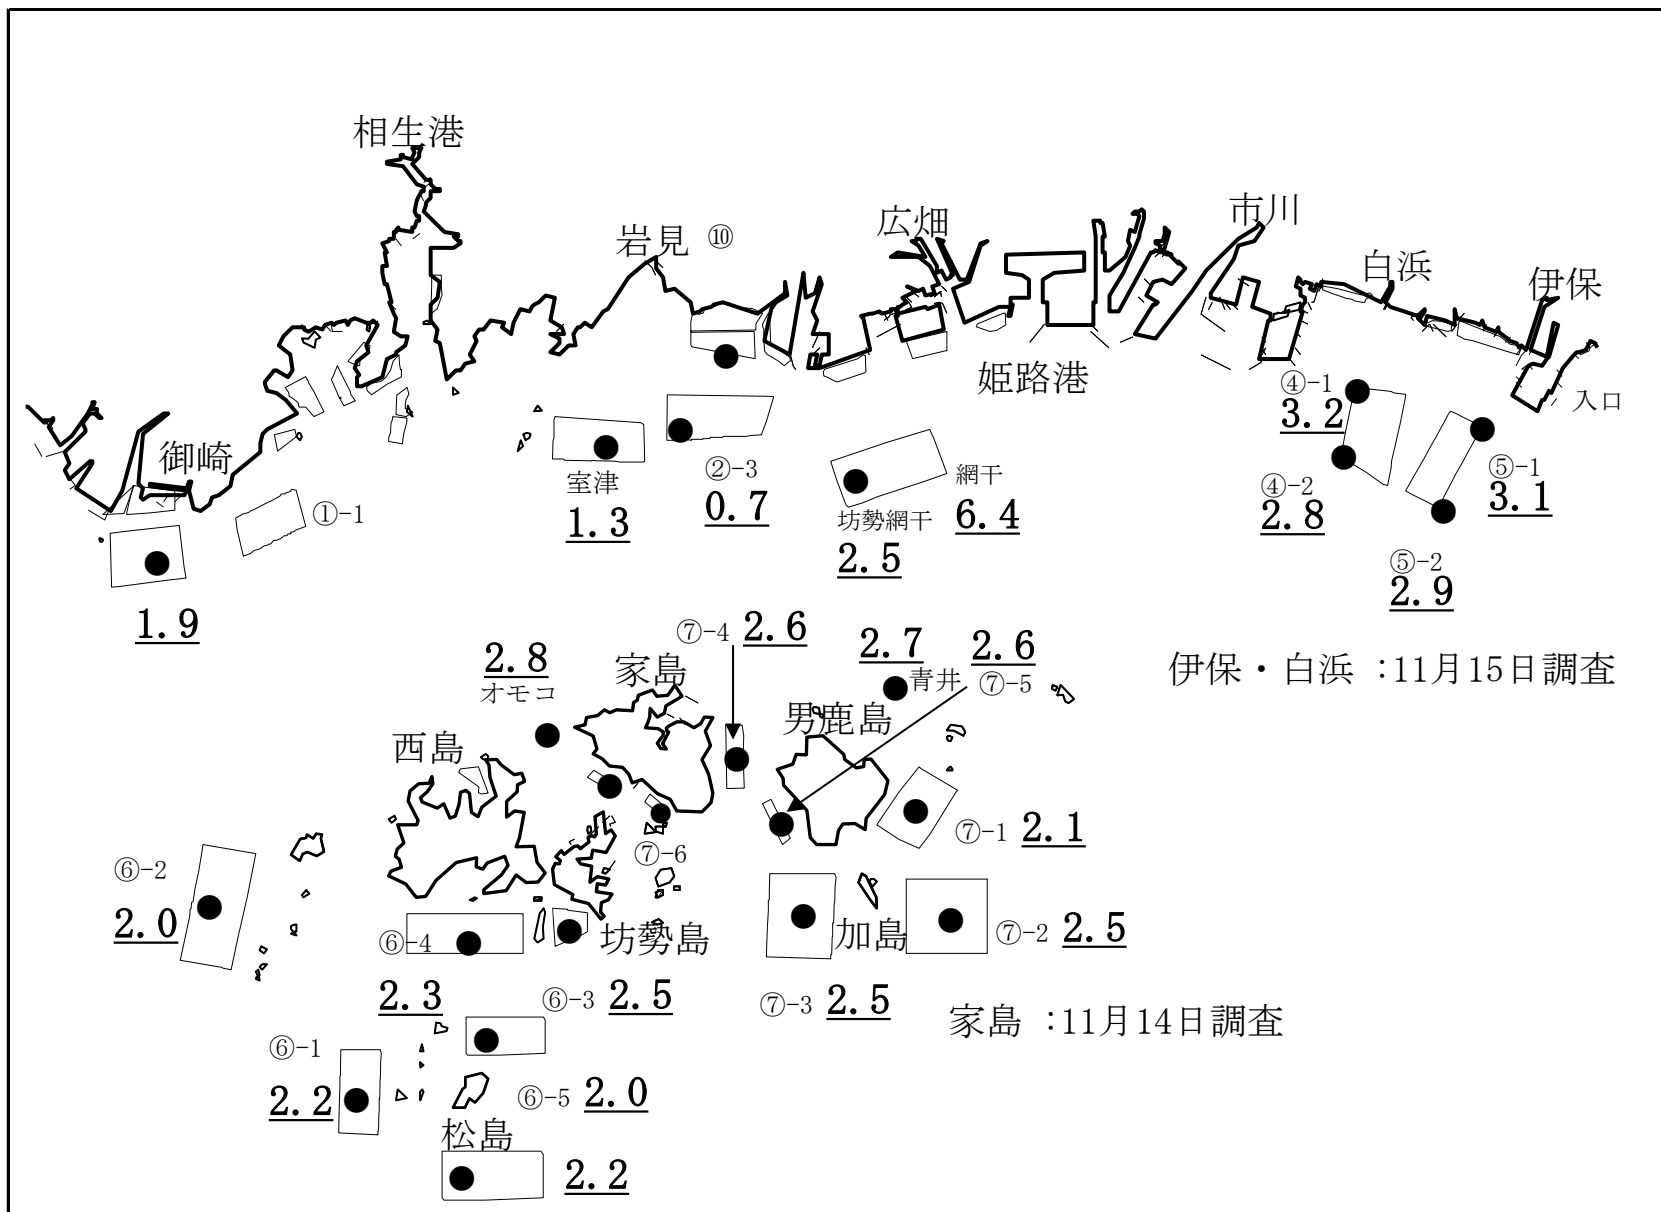 相生港
岩見 ⑩
広畑
市川
白浜
伊保
姫路港
入口
御崎
①-1
1.9
室津
1.3
②-3
0.7
網干
6.4
坊勢網干
2.5
④-1
3.2
④-2
2.8
⑤-1
3.1
⑤-2
2.9
伊保・白浜 :11月15日調査
2.8
オモコ
家島
⑦-4 2.6
2.7
青井
2.6
⑦-5
男鹿島
西島
⑦-1 2.1
⑦-6
⑥-2
2.0
⑥-4
2.3
坊勢島
⑥-3 2.5
加島
⑦-2 2.5
⑦-3 2.5
家島 :11月14日調査
⑥-1
2.2
⑥-5 2.0
松島
2.2